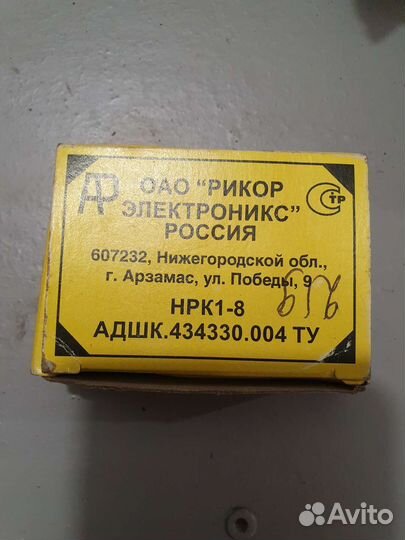 ОАО "РИКОР
ЭЛЕКТРОНИКС"
РОССИЯ
607232, Нижегородской обл.,
г. Арзамас, ул. Победы, 9
НРК1-8
АДШК.434330.004 ТУ
Avito